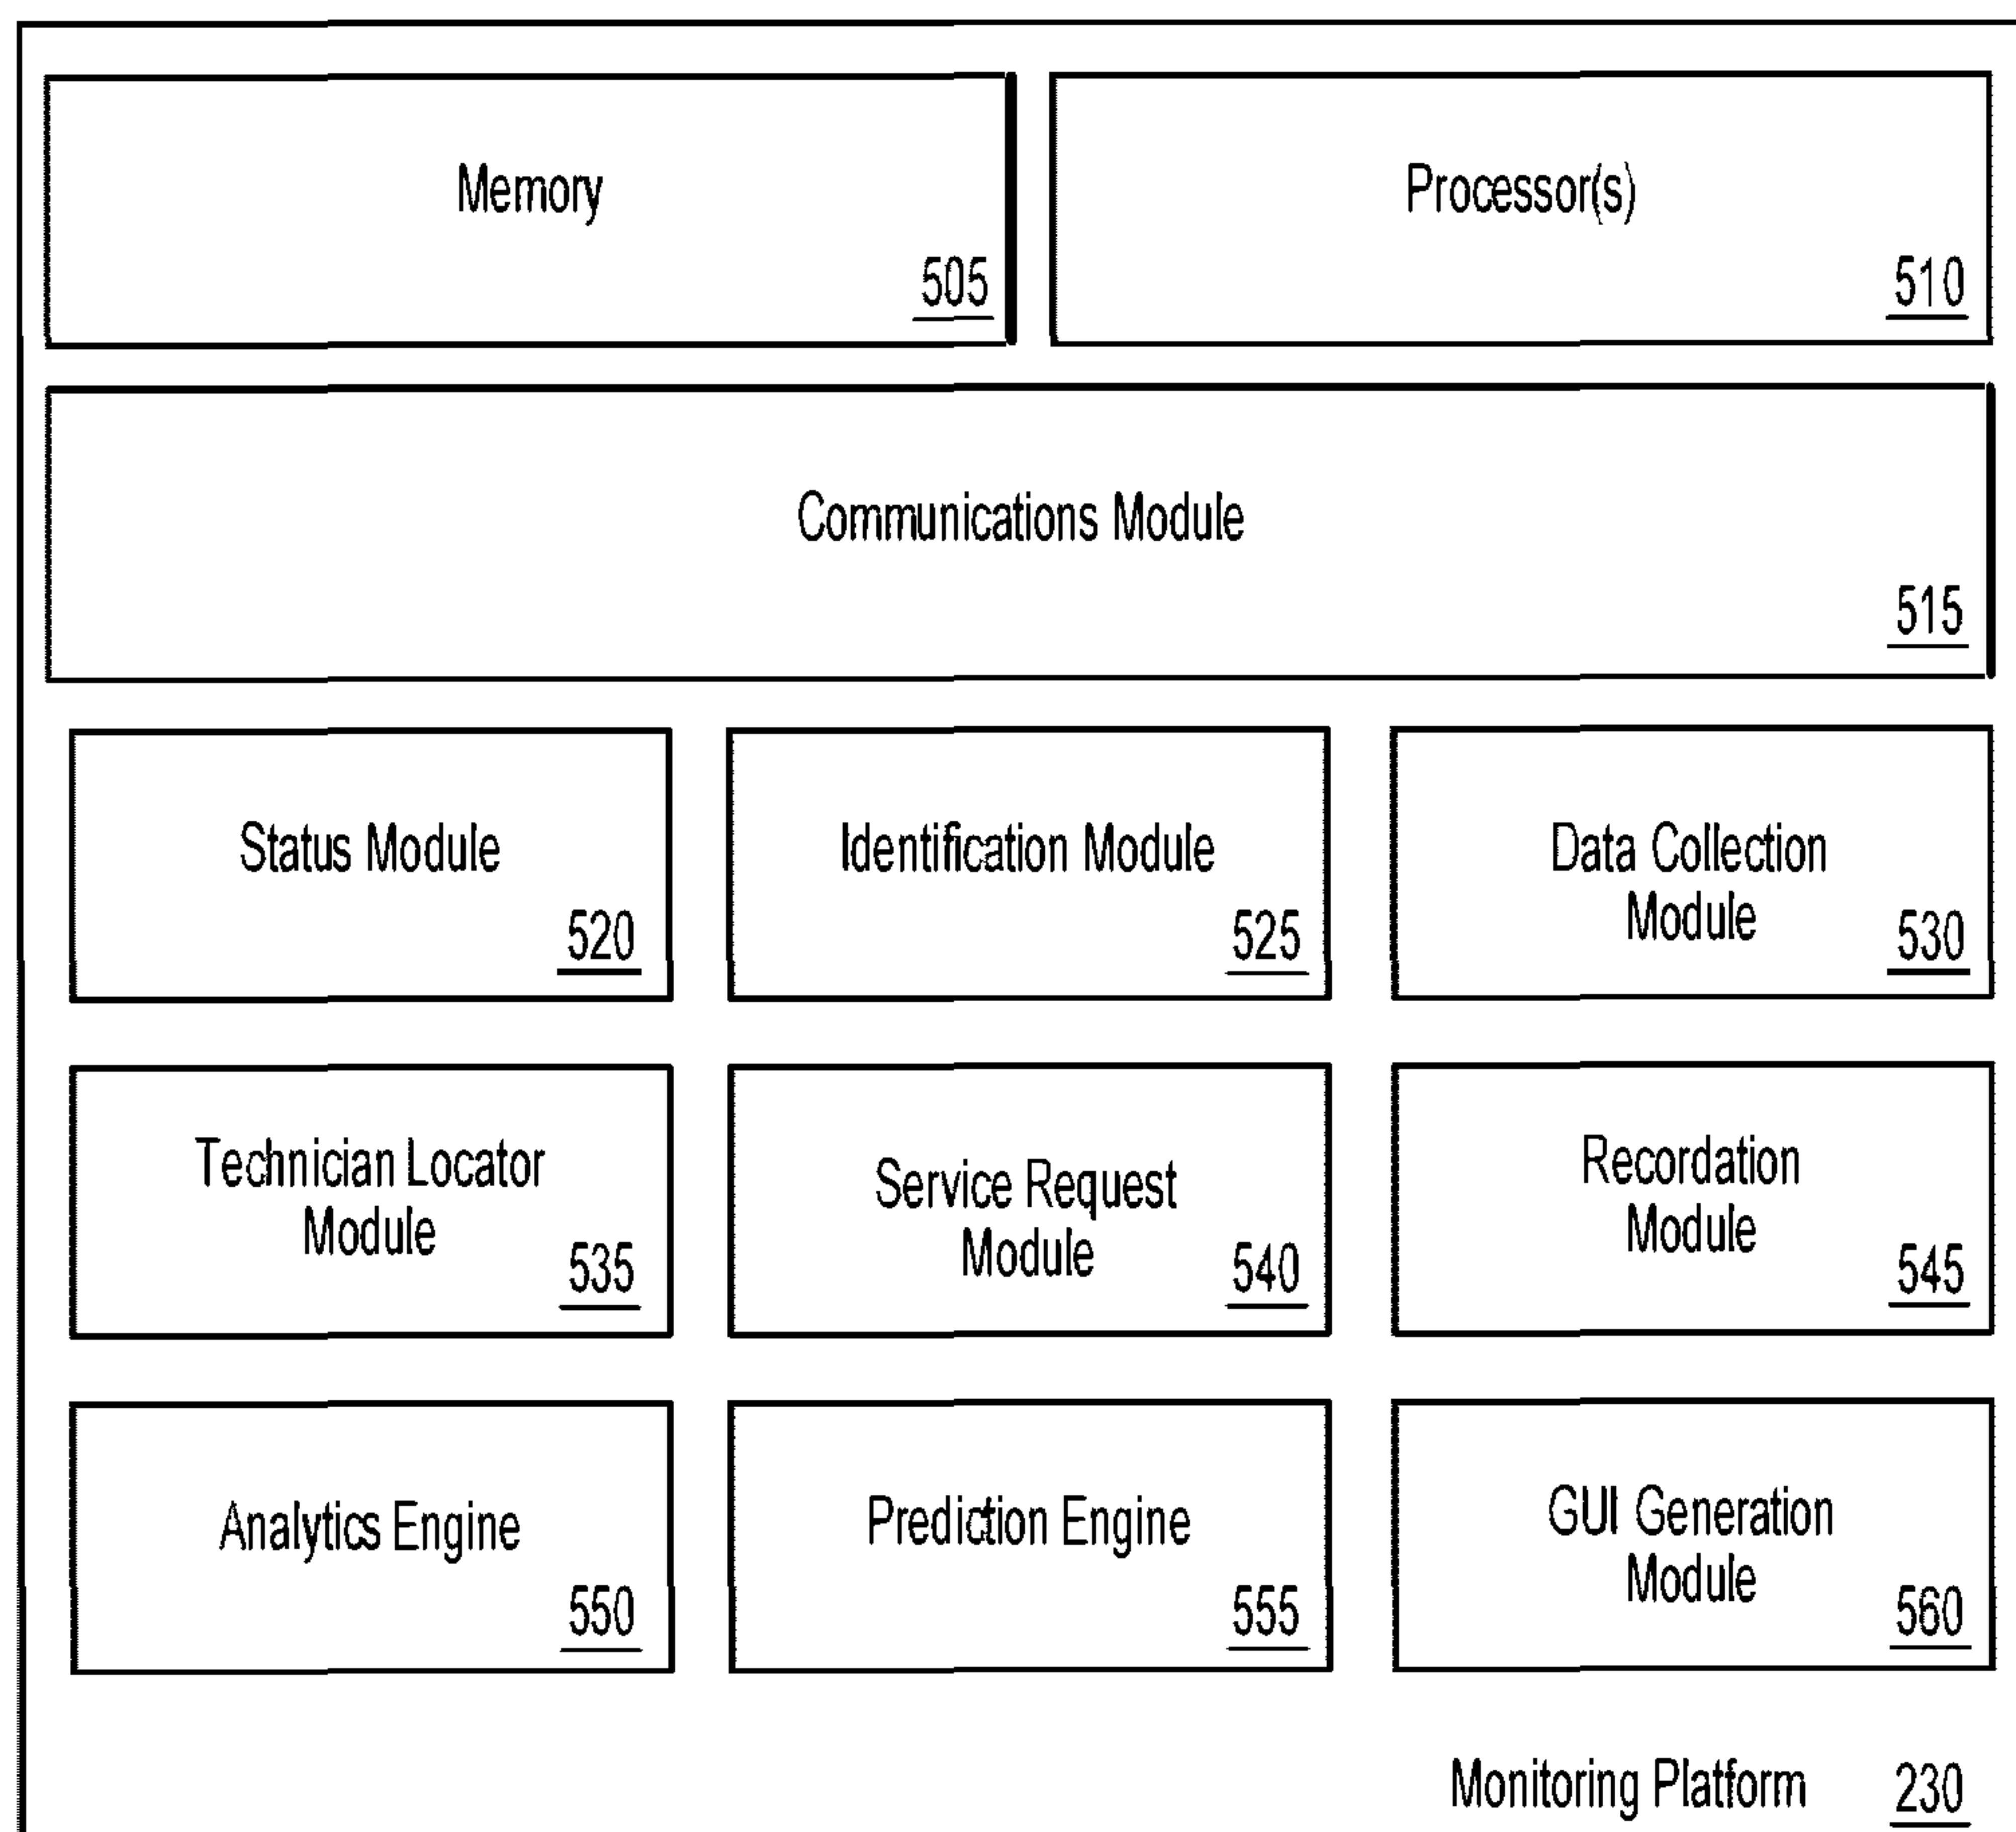 Memory
505
Processor(s)
510
Communications Module
515
Status Module
520
Identification Module
525
Data Collection
Module
530
Technician Locator
Module
535
Service Request
Module
540
Recordation
Module
545
Analytics Engine
550
Prediction Engine
555
GUI Generation
Module
560
Monitoring Platform 230